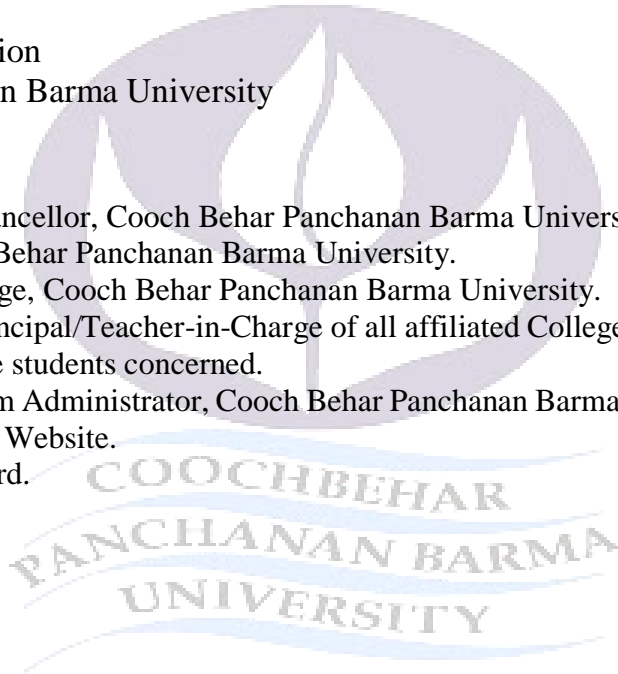 ion
n Barma University
ncellor, Cooch Behar Panchanan Barma Univers
Behar Panchanan Barma University.
ge, Cooch Behar Panchanan Barma University.
ncipal/Teacher-in-Charge of all affiliated College
e students concerned.
m Administrator, Cooch Behar Panchanan Barma
Website.
rd.
COOCHBEHAR
PANCHANAN BARMA
UNIVERSITY